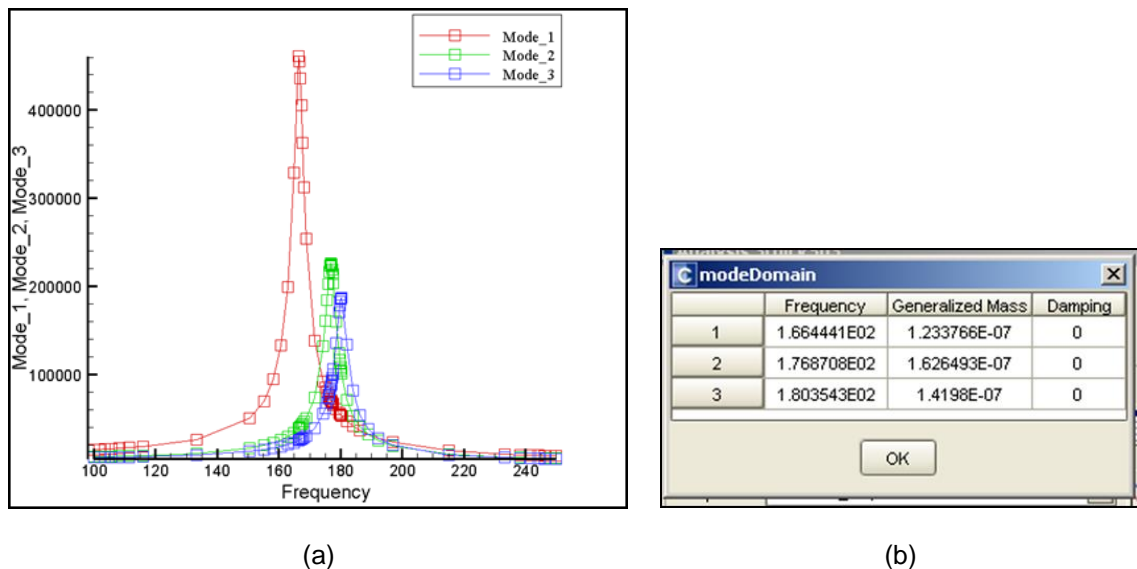 Mode_1
Mode_2
Mode_3
400000
300000
200000
100000
Mode_1, Mode_2, Mode_3
100 120 140 160 180 200 220 240
Frequency
(a)
modeDomain
Frequency Generalized Mass Damping
1 1.664441E02 1.233766E-07 0
2 1.768708E02 1.626493E-07 0
3 1.803543E02 1.4198E-07 0
OK
(b)